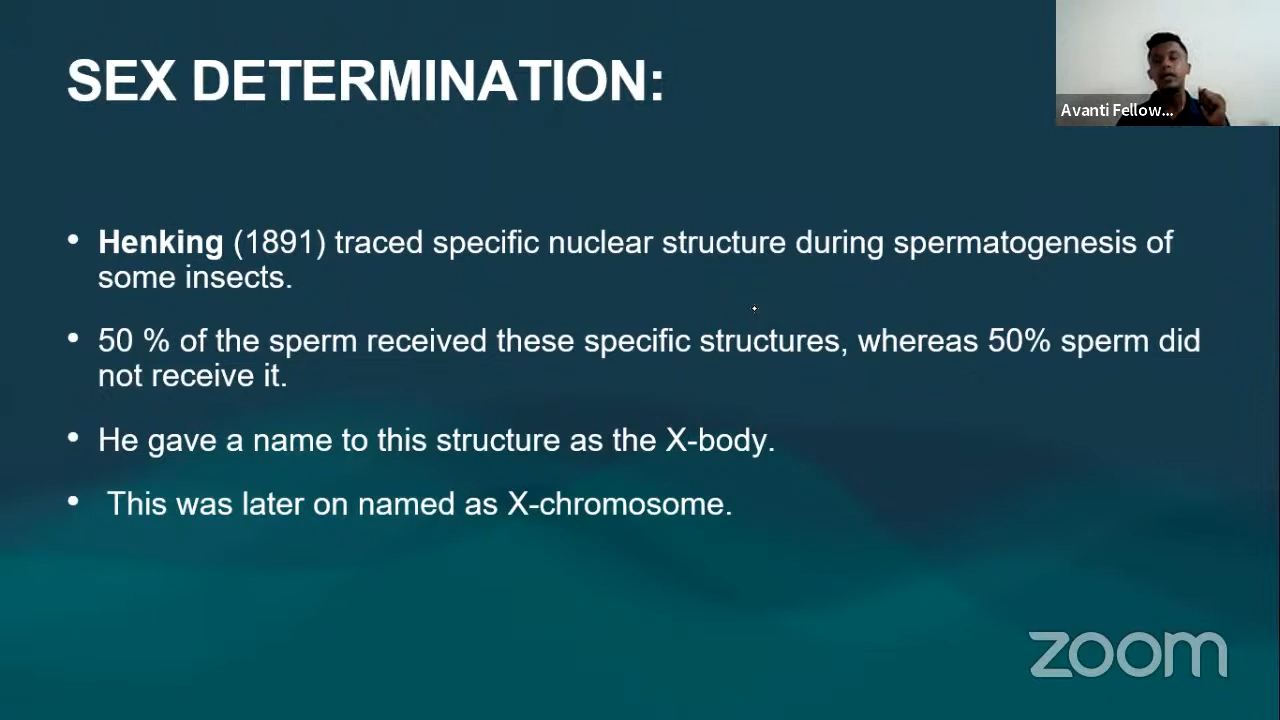 SEX DETERMINATION:
Avanti Fellow...
• Henking (1891) traced specific nuclear structure during spermatogenesis of
some insects.
• 50 % of the sperm received these specific structures, whereas 50% sperm did
not receive it.
• He gave a name to this structure as the X-body.
• This was later on named as X-chromosome.
zoom